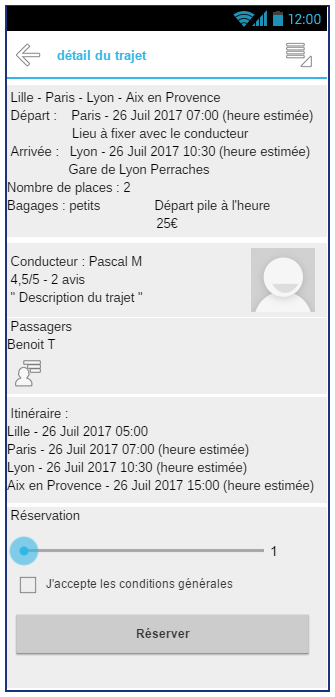 12:00
détail du trajet
Lille - Paris - Lyon - Aix en Provence
Départ : Paris - 26 Juil 2017 07:00 (heure estimée)
Lieu à fixer avec le conducteur
Arrivée : Lyon - 26 Juil 2017 10:30 (heure estimée)
Gare de Lyon Perraches
Nombre de places : 2
Bagages : petits Départ pile à l'heure
25€
Conducteur : Pascal M
4,5/5 - 2 avis
" Description du trajet "
Passagers
Benoit T
Itinéraire :
Lille - 26 Juil 2017 05:00
Paris - 26 Juil 2017 07:00 (heure estimée)
Lyon - 26 Juil 2017 10:30 (heure estimée)
Aix en Provence - 26 Juil 2017 15:00 (heure estimée)
Réservation
1
J'accepte les conditions générales
Réserver